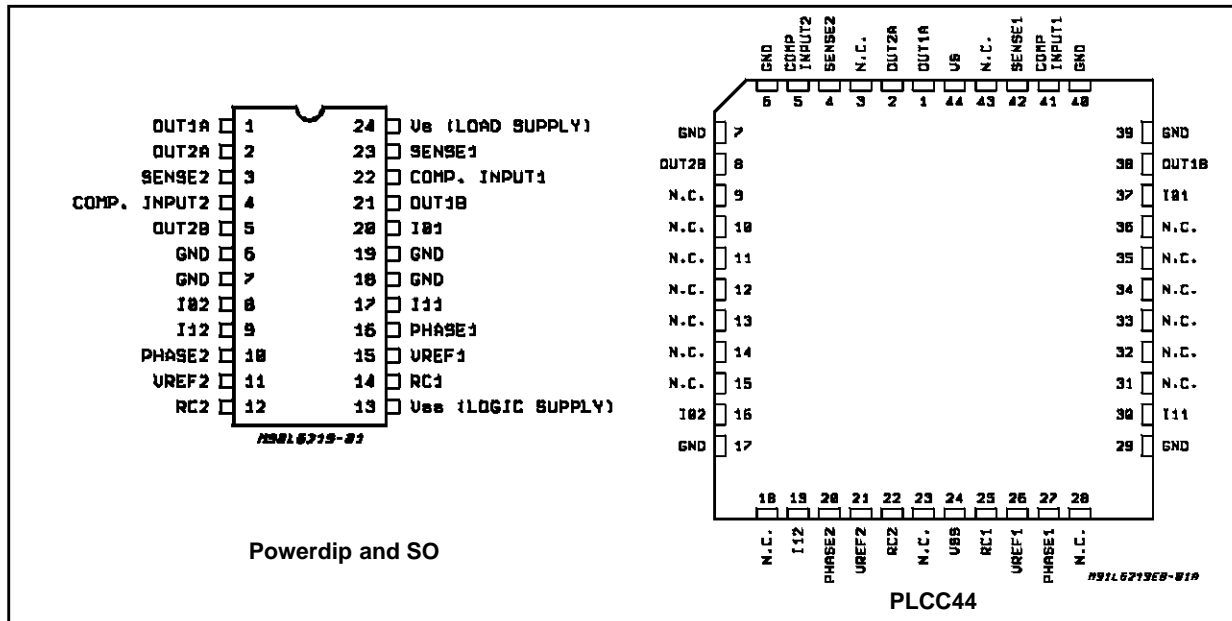 OUT1A 1 24 Vs (LOAD SUPPLY)
OUT2A 2 23 SENSE1
SENSE2 3 22 COMP. INPUT1
COMP. INPUT2 4 21 OUT1B
OUT2B 5 20 I01
GND 6 19 GND
GND 7 18 GND
I02 8 17 I11
I12 9 16 PHASE1
PHASE2 10 15 VREF1
VREF2 11 14 RC1
RC2 12 13 Vss (LOGIC SUPPLY)
M90L6219-01
Powerdip and SO
GND COMP INPUT2 SENSE2 N.C. OUT2A OUT1A VS N.C. SENSE1 COMP INPUT1 GND
6 5 4 3 2 1 44 43 42 41 40
GND 7 39 GND
OUT2B 8 38 OUT1B
N.C. 9 37 I01
N.C. 10 36 N.C.
N.C. 11 35 N.C.
N.C. 12 34 N.C.
N.C. 13 33 N.C.
N.C. 14 32 N.C.
N.C. 15 31 N.C.
I02 16 30 I11
GND 17 29 GND
18 19 20 21 22 23 24 25 26 27 28
N.C. I12 PHASE2 VREF2 RC2 N.C. VSS RC1 VREF1 PHASE1 N.C.
M91L6219EB-01A
PLCC44